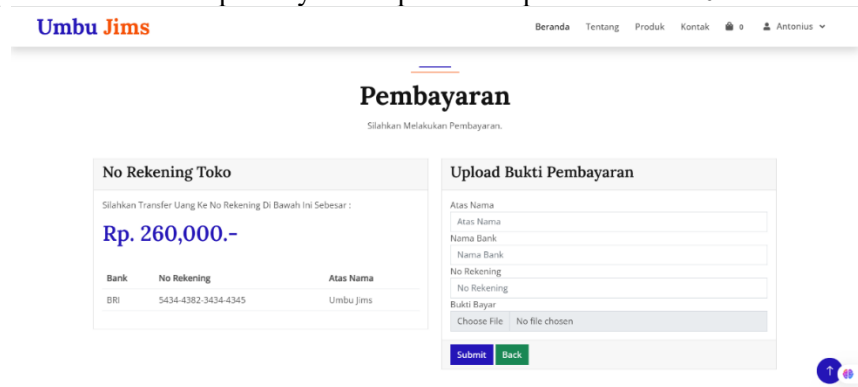 Umbu Jims
Beranda Tentang Produk Kontak 0 Antonius
Pembayaran
Silahkan Melakukan Pembayaran.
No Rekening Toko
Silahkan Transfer Uang Ke No Rekening Di Bawah Ini Sebesar :
Rp. 260,000.-
Bank No Rekening Atas Nama
BRI 5434-4382-3434-4345 Umbu Jims
Upload Bukti Pembayaran
Atas Nama
Atas Nama
Nama Bank
Nama Bank
No Rekening
No Rekening
Bukti Bayar
Choose File No file chosen
Submit Back